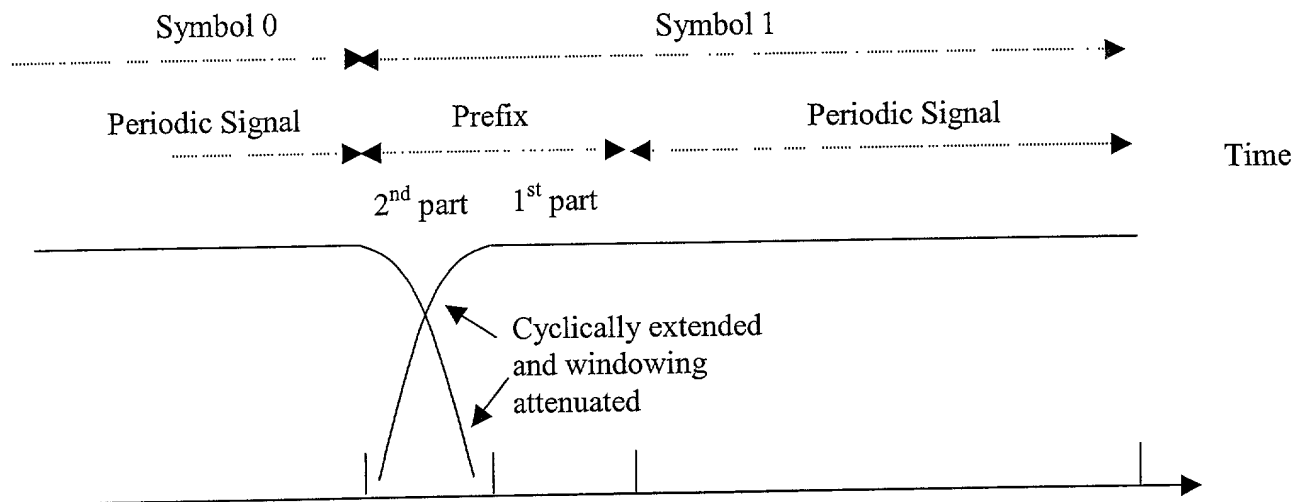 Symbol 0
Symbol 1
Periodic Signal
Prefix
Periodic Signal
Time
2nd part
1st part
Cyclically extended
and windowing
attenuated